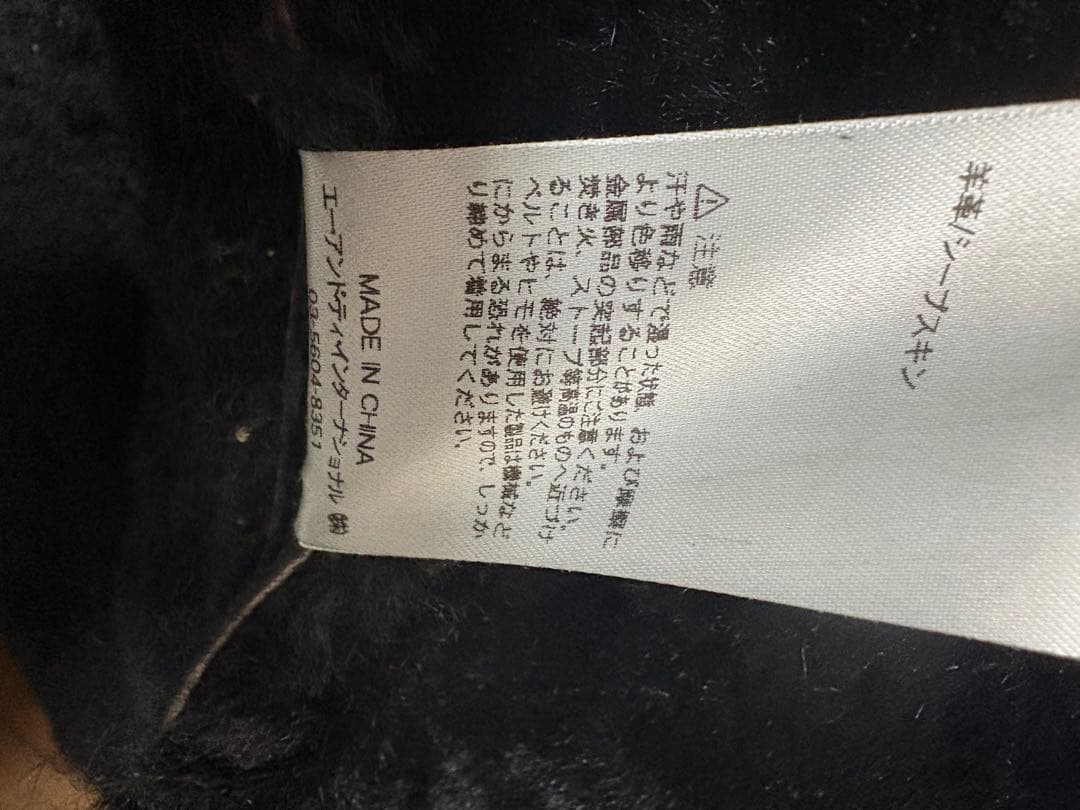 羊革/シープスキン
⚠ 注意
汗や雨などで湿った状態、および摩擦に
より色移りすることがあります。
金属部品の突起部分にご注意ください。
焚き火、ストーブ等高温のものへ近づけ
ることは、絶対にお避けください。
ベルトやヒモを使用した製品は機械など
にからまる恐れがありますので、しっか
り締めて着用してください。
MADE IN CHINA
エーアンドディインターナショナル ㈱
03-5604-8351